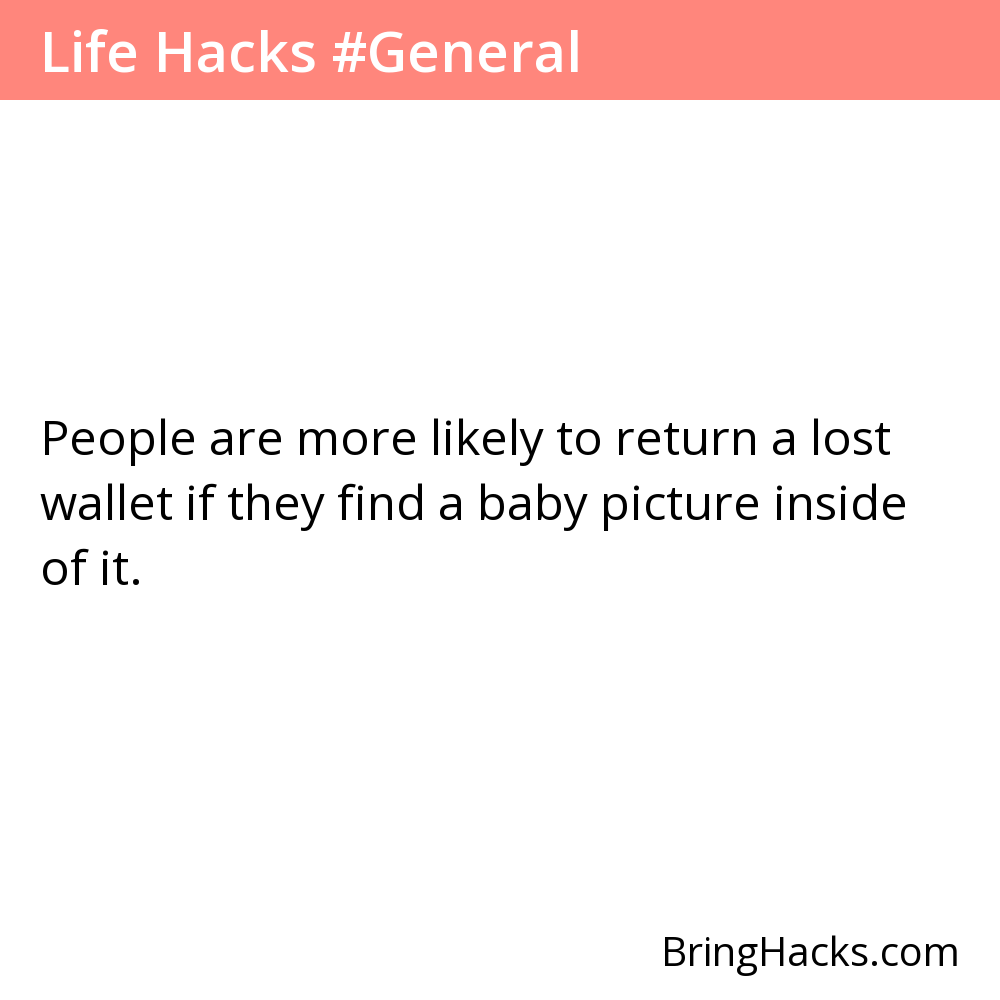 Life Hacks #General
People are more likely to return a lost
wallet if they find a baby picture inside
of it.
BringHacks.com